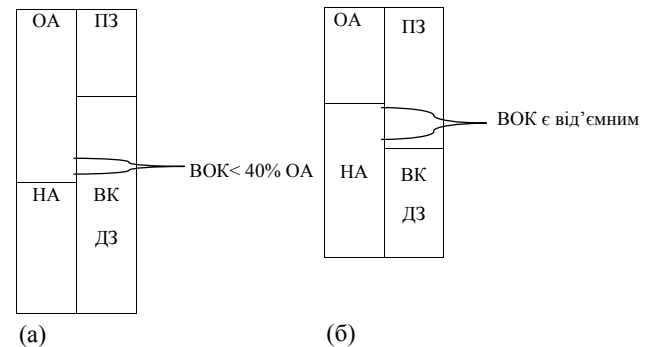 ОА ПЗ
ВОК< 40% ОА
НА ВК
ДЗ
(а)
ОА ПЗ
ВОК є від’ємним
НА ВК
ДЗ
(б)